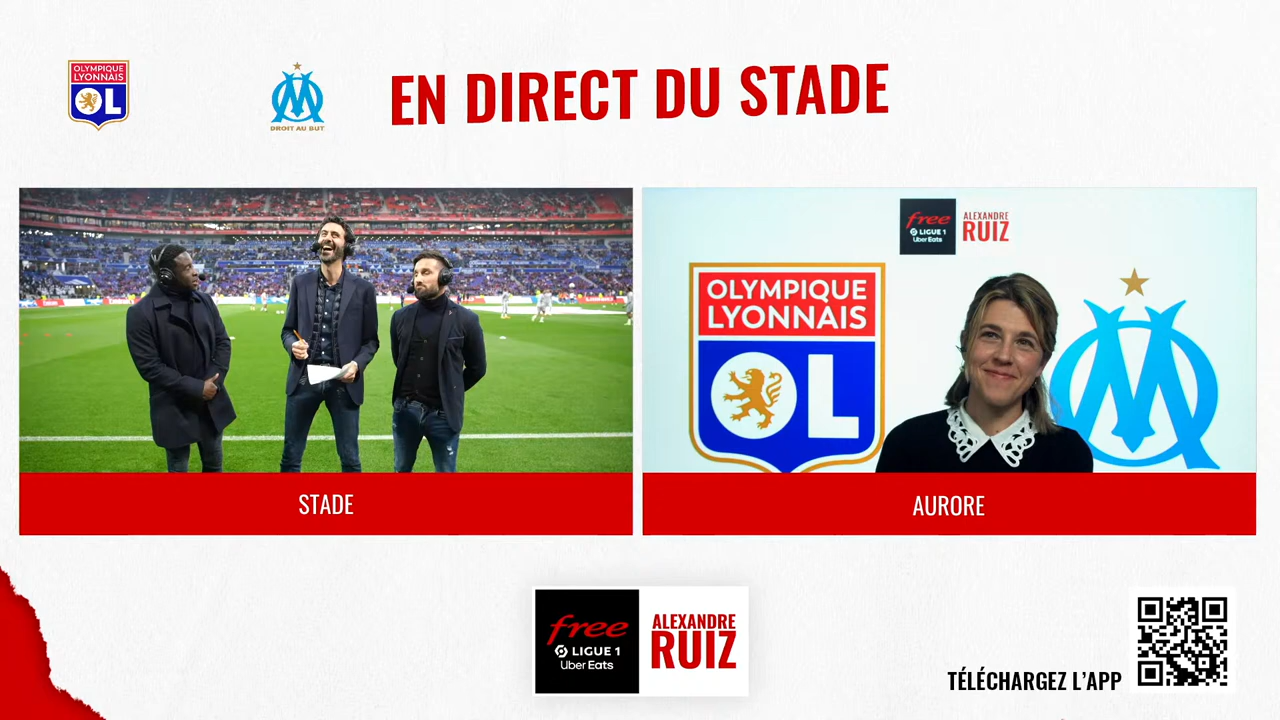 OLYMPIQUE
LYONNAIS
OL
DROIT AU BUT
EN DIRECT DU STADE
free
LIGUE 1
Uber Eats
ALEXANDRE
RUIZ
OLYMPIQUE
LYONNAIS
OL
STADE
AURORE
free
LIGUE 1
Uber Eats
ALEXANDRE
RUIZ
TÉLÉCHARGEZ L'APP